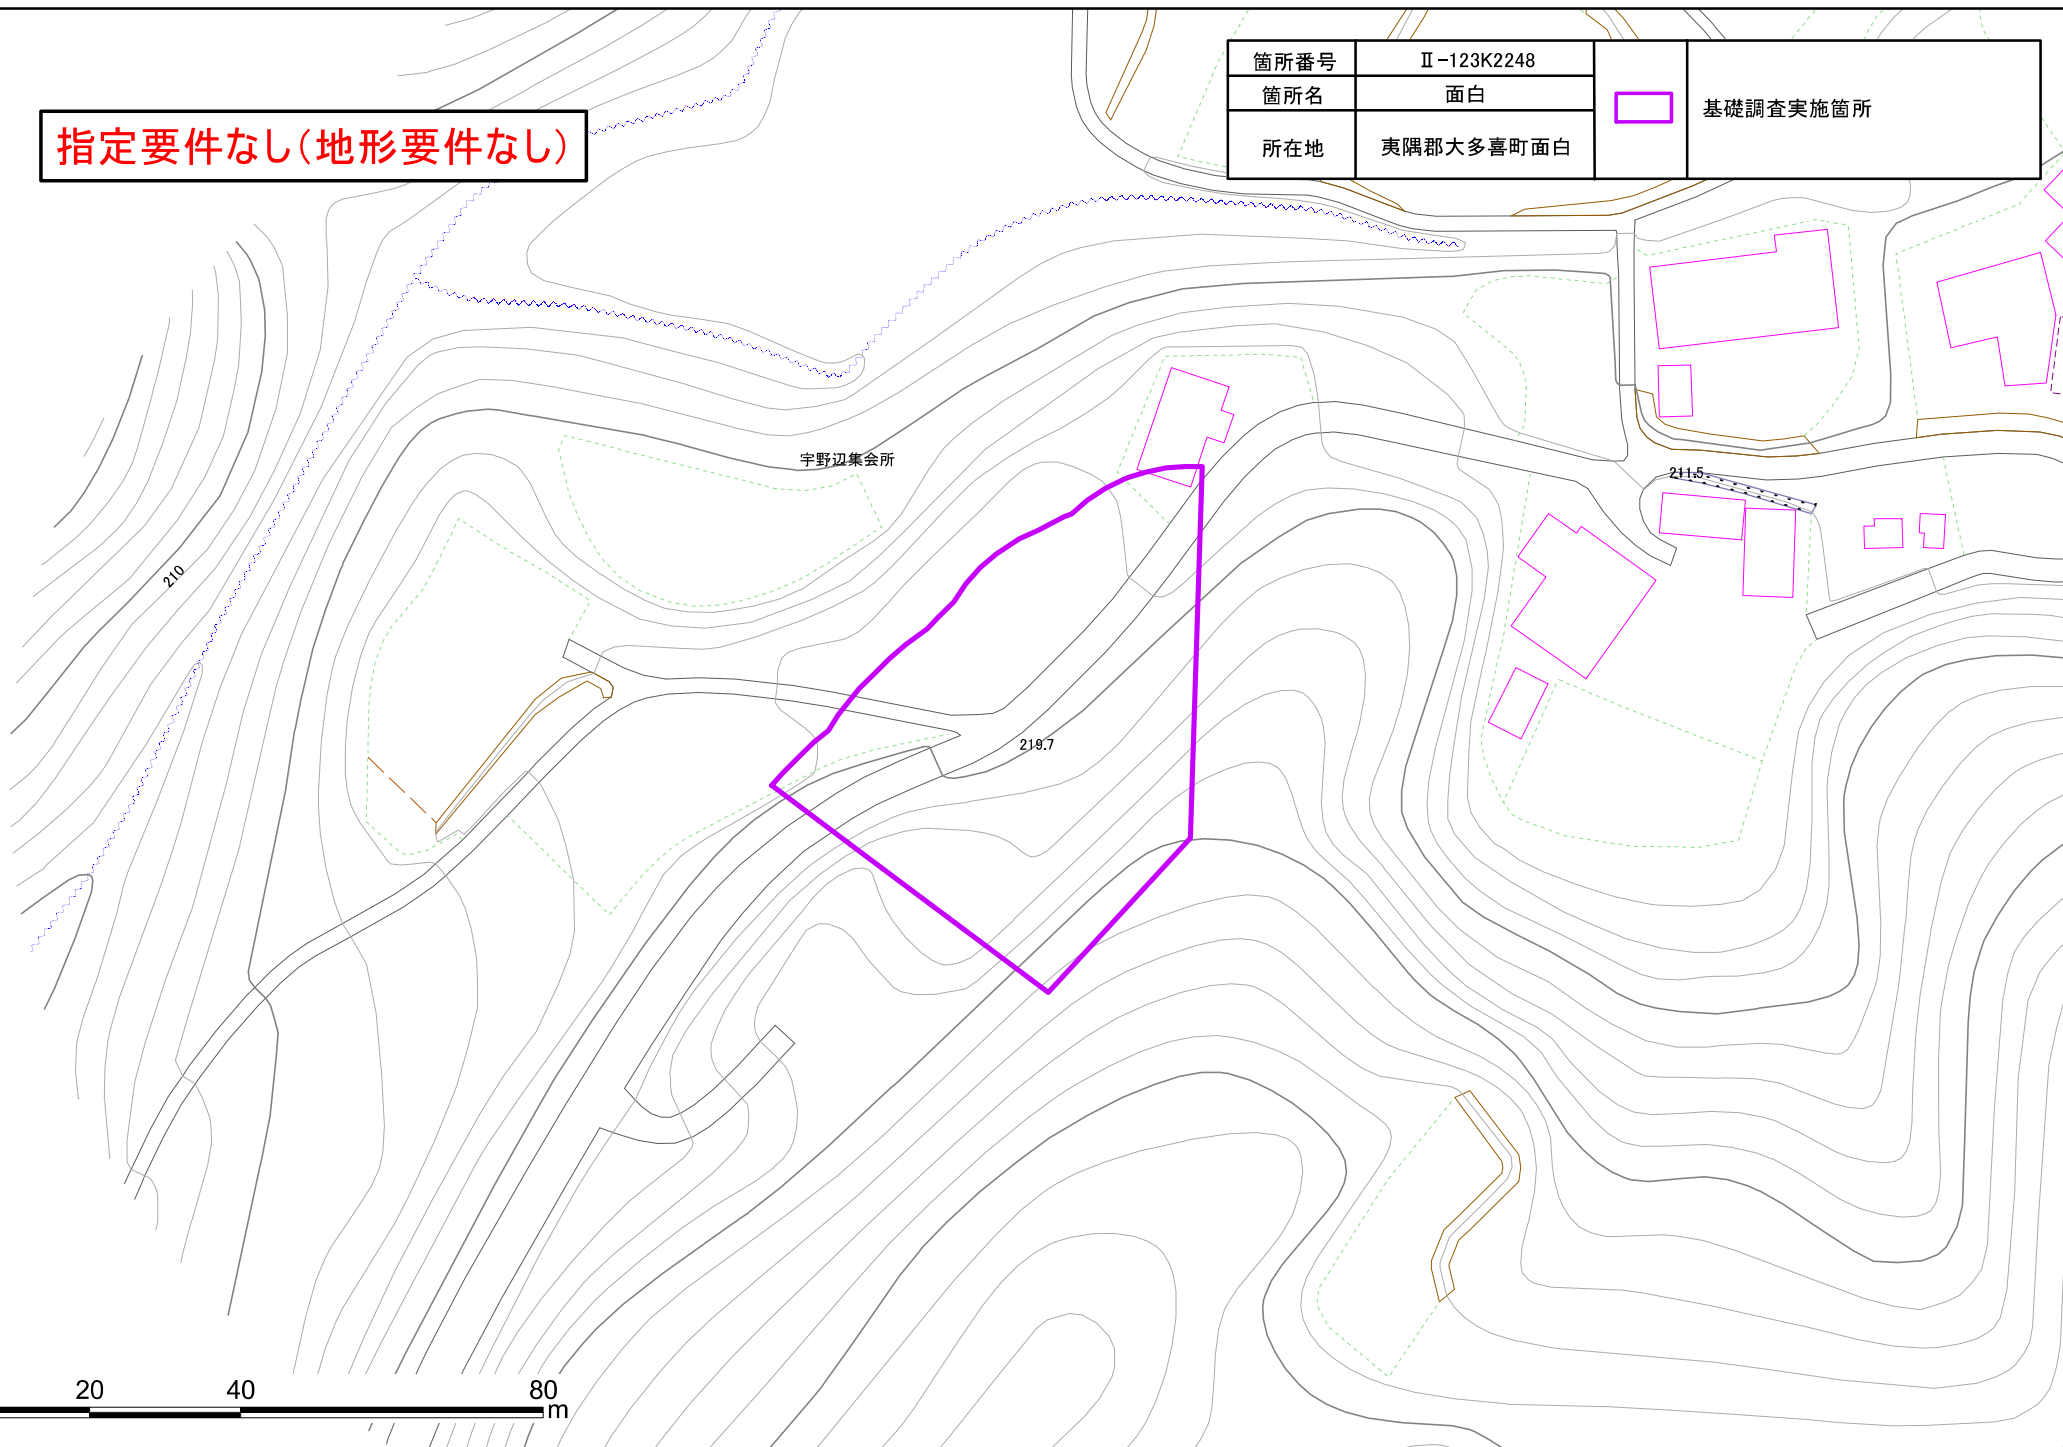 箇所番号 Ⅱ-123K2248
箇所名 面白
所在地 夷隅郡大多喜町面白
基礎調査実施箇所
指定要件なし(地形要件なし)
宇野辺集会所
211.5
210
219.7
20 40 80
m